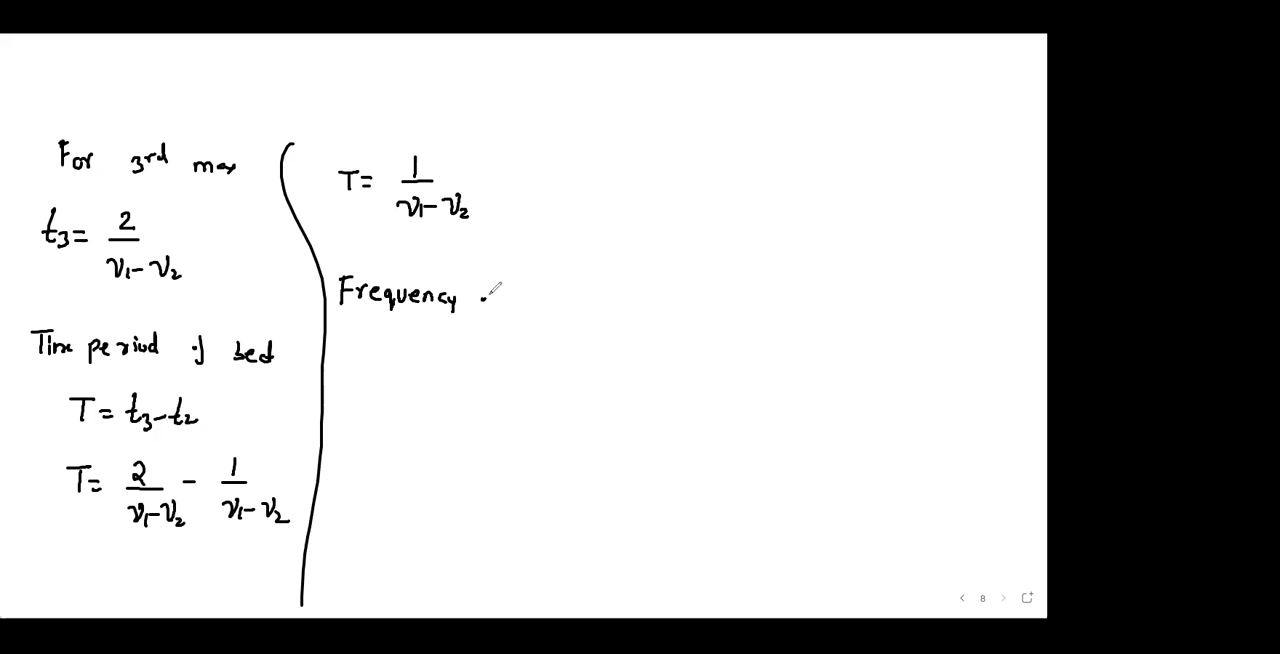 For 3rd max
t₃ = 2/(ν₁ - ν₂)
Time period of beat
T = t₃ - t₂
T = 2/(ν₁ - ν₂) - 1/(ν₁ - ν₂)
T = 1/(ν₁ - ν₂)
Frequency
8